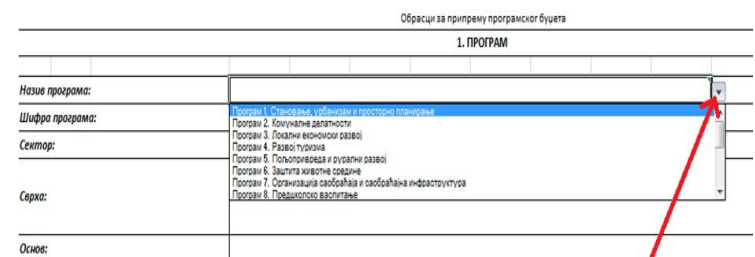 Обрасци за припрему програмског буџета
1. ПРОГРАМ
Назив програма:
Програм 1. Становање, урбанизам и просторно планирање
Шифра програма:
Програм 2. Комуналне делатности
Програм 3. Локални економски развој
Сектор:
Програм 4. Развој туризма
Програм 5. Пољопривреда и рурални развој
Програм 6. Заштита животне средине
Програм 7. Организација саобраћаја и саобраћајна инфраструктура
Сврха:
Програм 8. Предшколско васпитање
Основ: